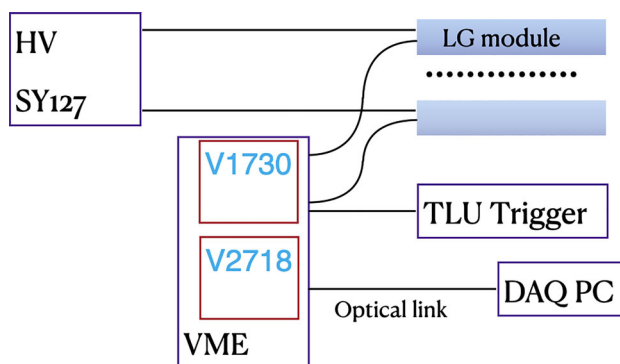 HV
SY127
LG module
V1730
TLU Trigger
V2718
Optical link
DAQ PC
VME